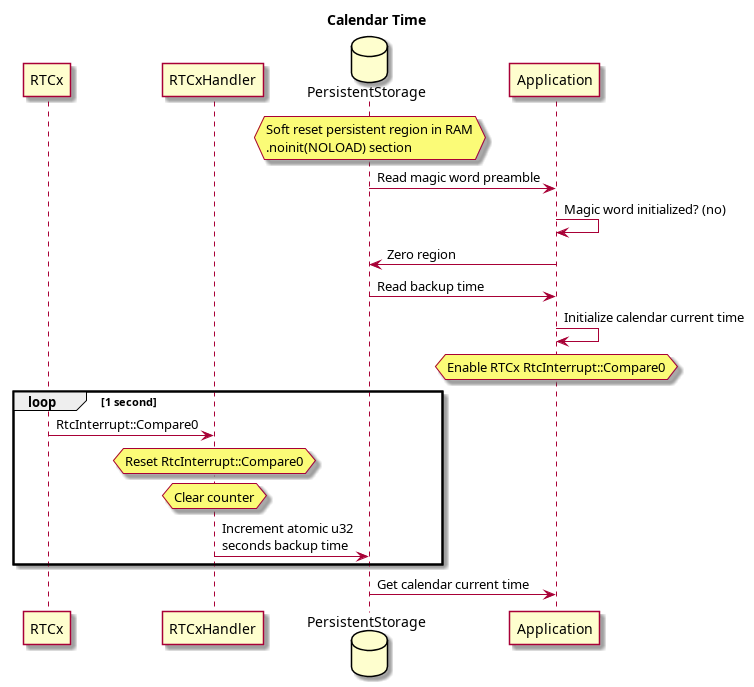 Calendar Time
RTCx
RTCxHandler
PersistentStorage
Application
Soft reset persistent region in RAM
.noinit(NOLOAD) section
Read magic word preamble
Magic word initialized? (no)
Zero region
Read backup time
Initialize calendar current time
Enable RTCx RtcInterrupt::Compare0
loop [1 second]
RtcInterrupt::Compare0
Reset RtcInterrupt::Compare0
Clear counter
Increment atomic u32
seconds backup time
Get calendar current time
RTCx
RTCxHandler
PersistentStorage
Application